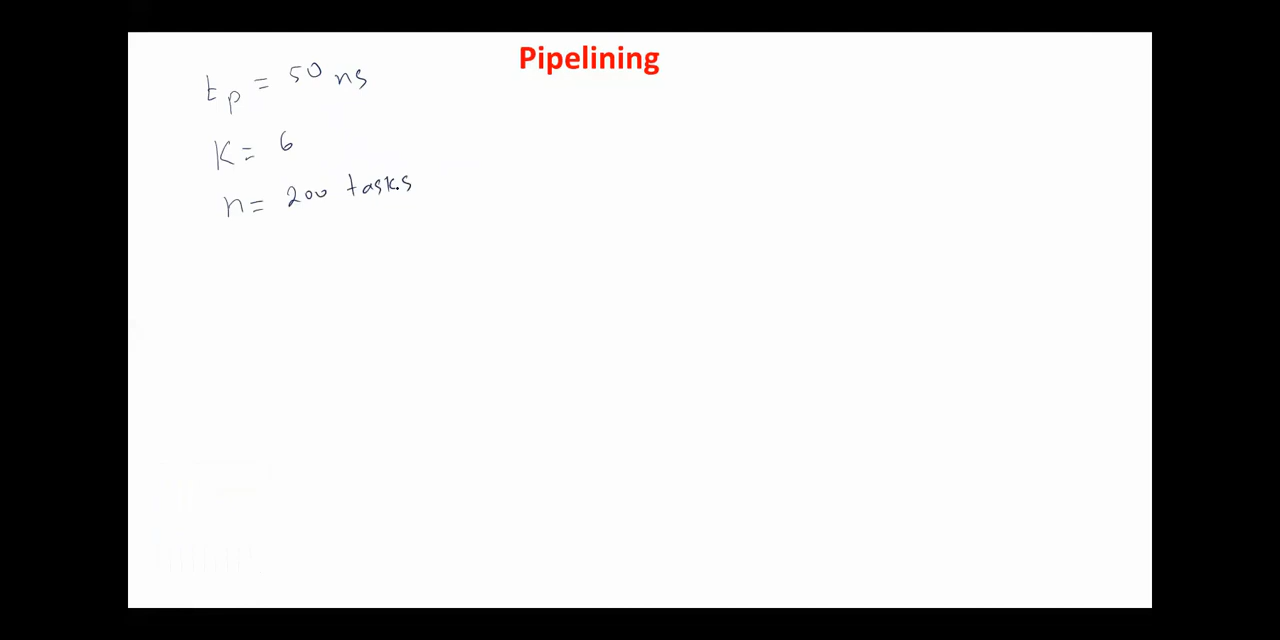 Pipelining
tp = 50 ns
K = 6
n = 200 tasks